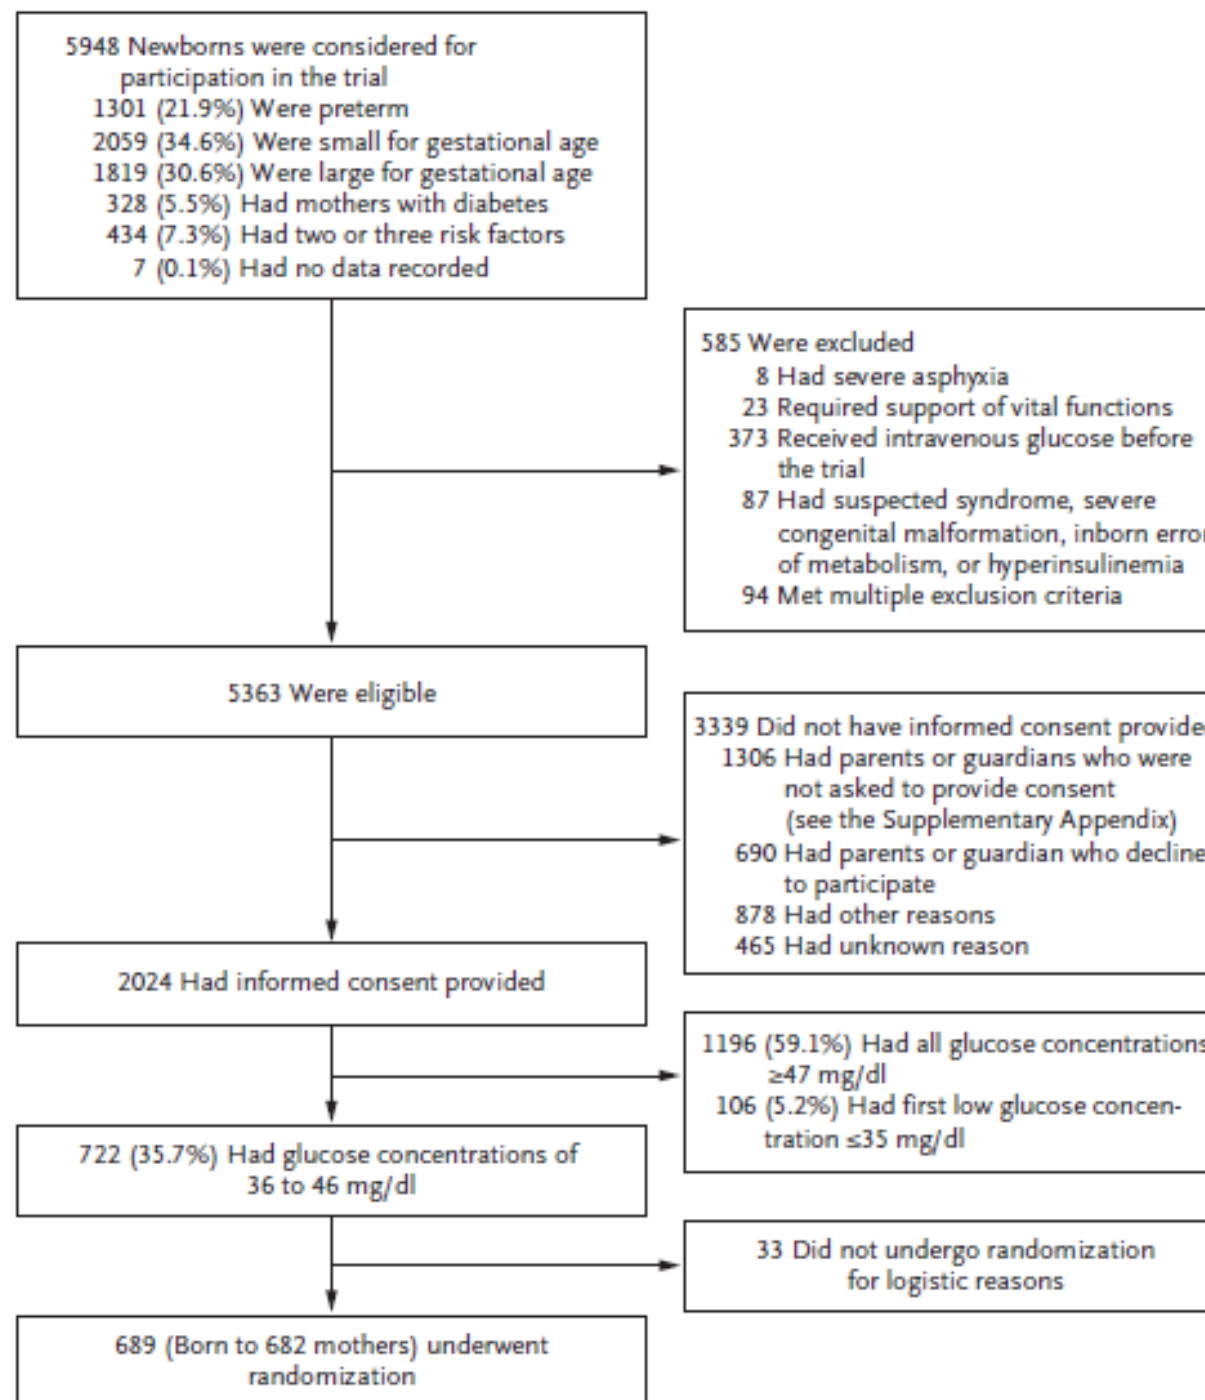 5948 Newborns were considered for
participation in the trial
1301 (21.9%) Were preterm
2059 (34.6%) Were small for gestational age
1819 (30.6%) Were large for gestational age
328 (5.5%) Had mothers with diabetes
434 (7.3%) Had two or three risk factors
7 (0.1%) Had no data recorded
585 Were excluded
8 Had severe asphyxia
23 Required support of vital functions
373 Received intravenous glucose before
the trial
87 Had suspected syndrome, severe
congenital malformation, inborn error
of metabolism, or hyperinsulinemia
94 Met multiple exclusion criteria
5363 Were eligible
3339 Did not have informed consent provide
1306 Had parents or guardians who were
not asked to provide consent
(see the Supplementary Appendix)
690 Had parents or guardian who decline
to participate
878 Had other reasons
465 Had unknown reason
2024 Had informed consent provided
1196 (59.1%) Had all glucose concentrations
≥47 mg/dl
106 (5.2%) Had first low glucose concen-
tration ≤35 mg/dl
722 (35.7%) Had glucose concentrations of
36 to 46 mg/dl
33 Did not undergo randomization
for logistic reasons
689 (Born to 682 mothers) underwent
randomization